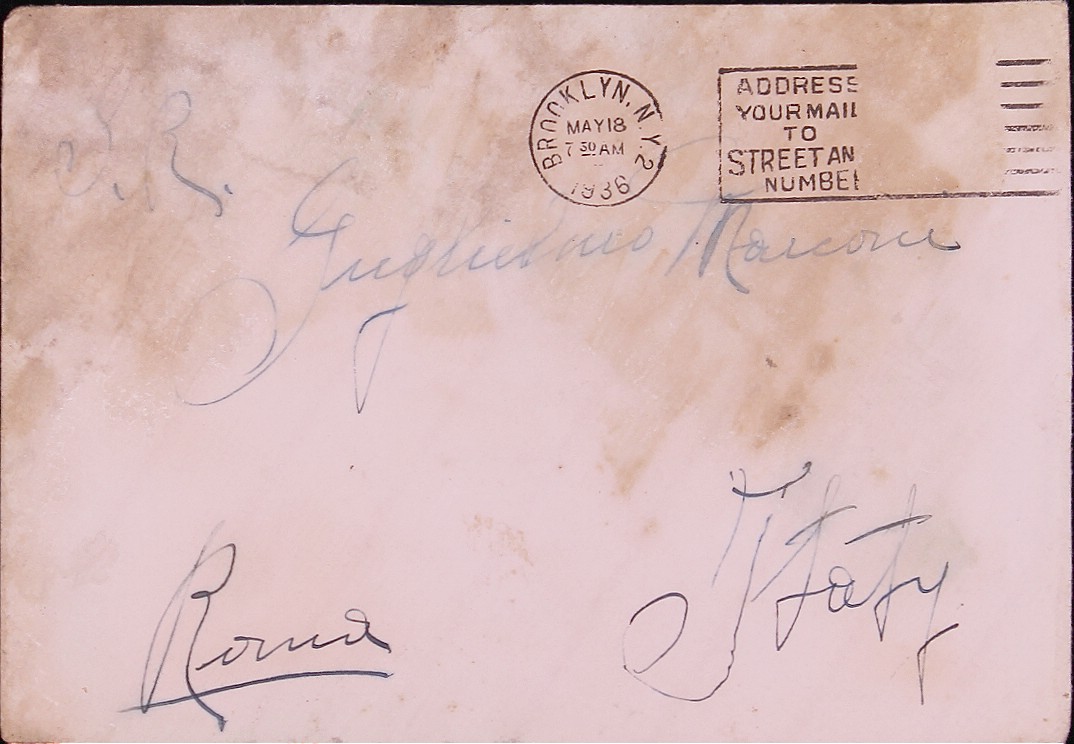 BROOKLYN, N.Y. 2
MAY 18
7 30 AM
1936
ADDRESS
YOUR MAIL
TO
STREET AN
NUMBE
S. E.
Guglielmo Marconi
Roma
Italy